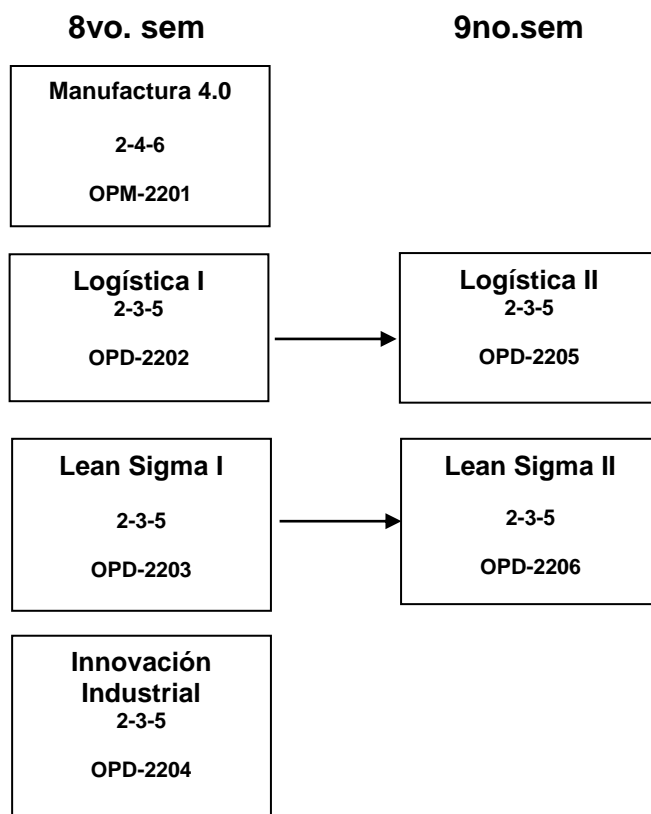 8vo. sem
9no.sem
Manufactura 4.0
2-4-6
OPM-2201
Logística I
2-3-5
OPD-2202
Logística II
2-3-5
OPD-2205
Lean Sigma I
2-3-5
OPD-2203
Lean Sigma II
2-3-5
OPD-2206
Innovación
Industrial
2-3-5
OPD-2204